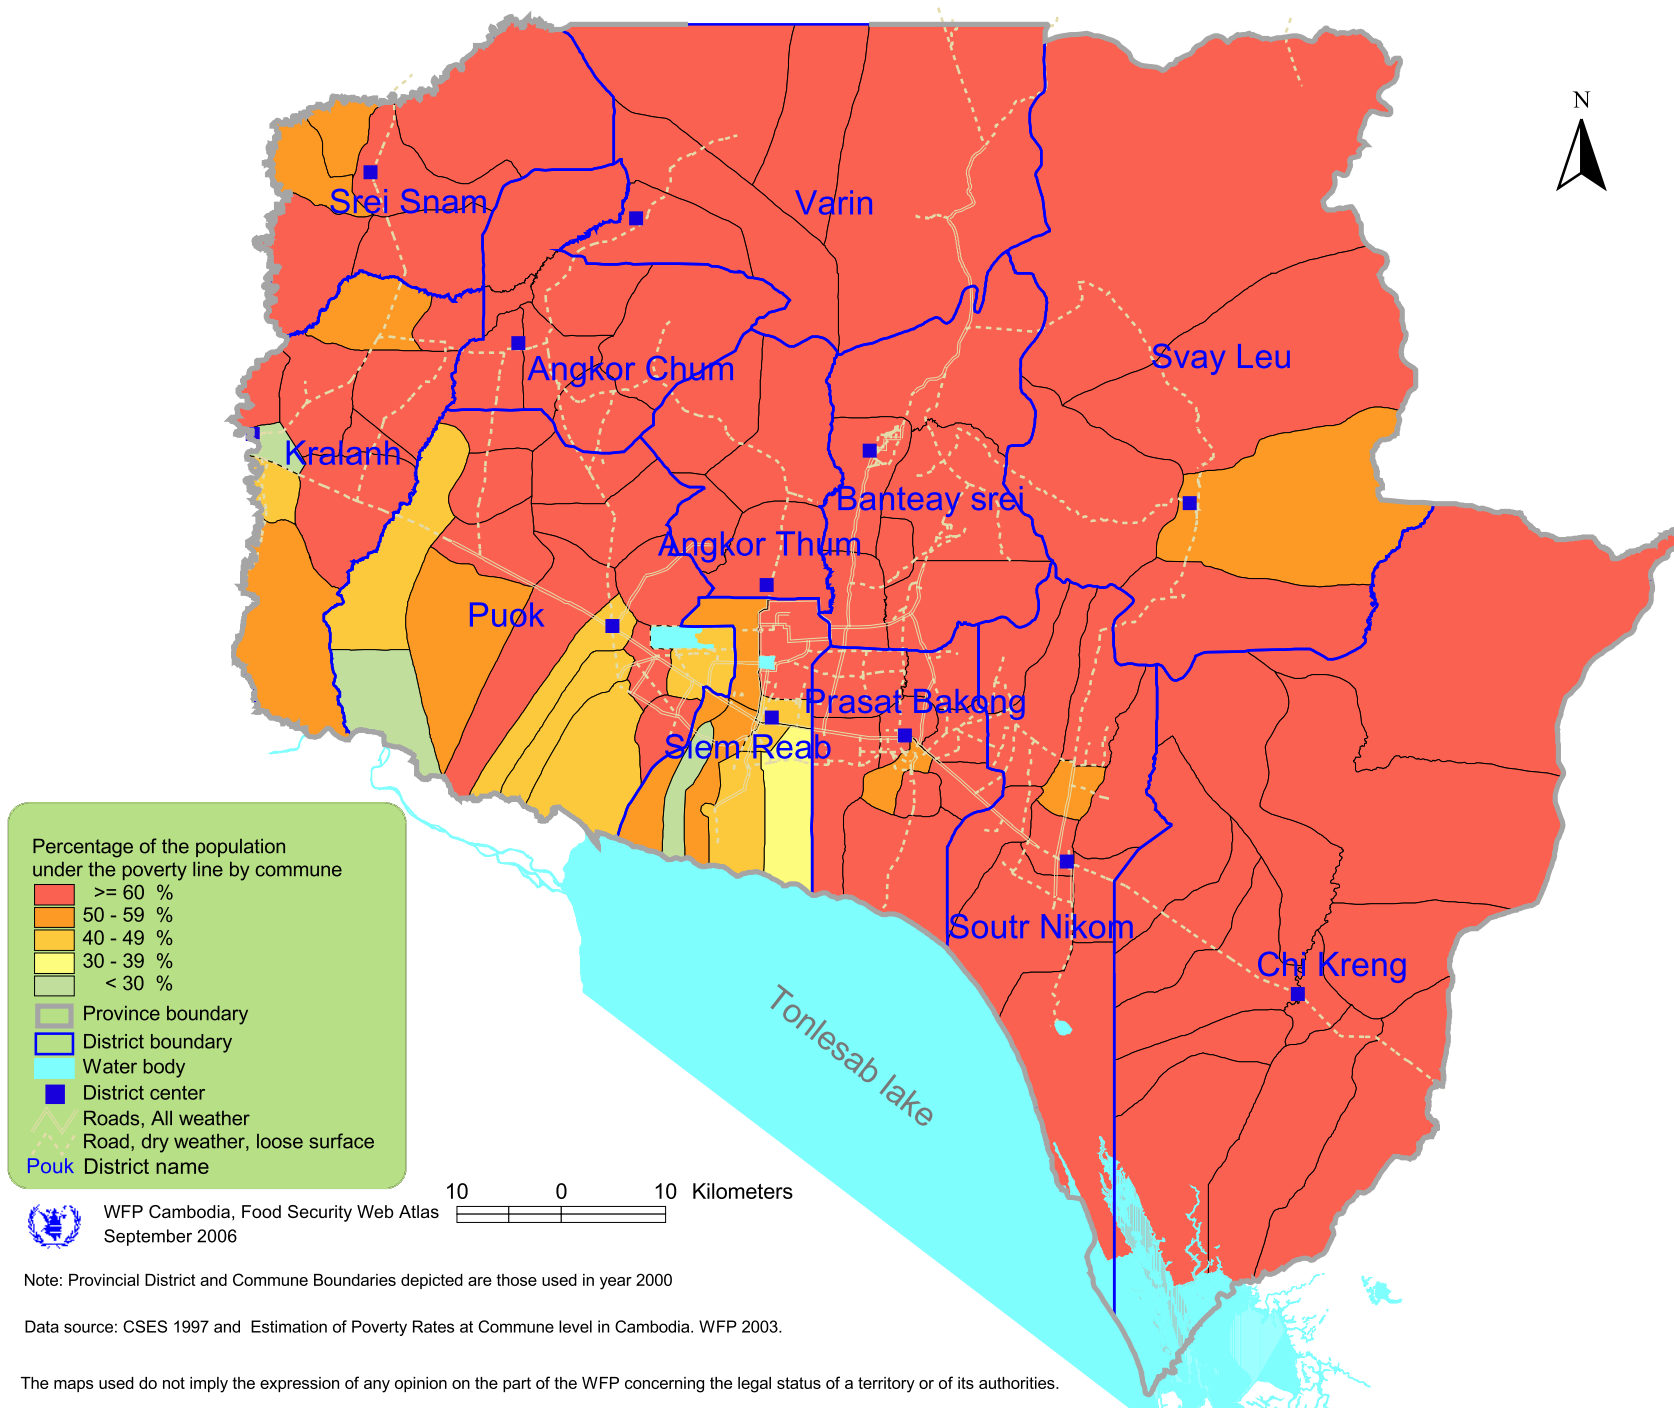 N
Srei Snam
Varin
Angkor Chum
Svay Leu
Kralanh
Banteay srei
Angkor Thum
Puok
Prasat Bakong
Siem Reab
Soutr Nikom
Chi Kreng
Tonlesab lake
Percentage of the population
under the poverty line by commune
>= 60 %
50 - 59 %
40 - 49 %
30 - 39 %
< 30 %
Province boundary
District boundary
Water body
District center
Roads, All weather
Road, dry weather, loose surface
Pouk District name
10 0 10 Kilometers
WFP Cambodia, Food Security Web Atlas
September 2006
Note: Provincial District and Commune Boundaries depicted are those used in year 2000
Data source: CSES 1997 and Estimation of Poverty Rates at Commune level in Cambodia. WFP 2003.
The maps used do not imply the expression of any opinion on the part of the WFP concerning the legal status of a territory or of its authorities.